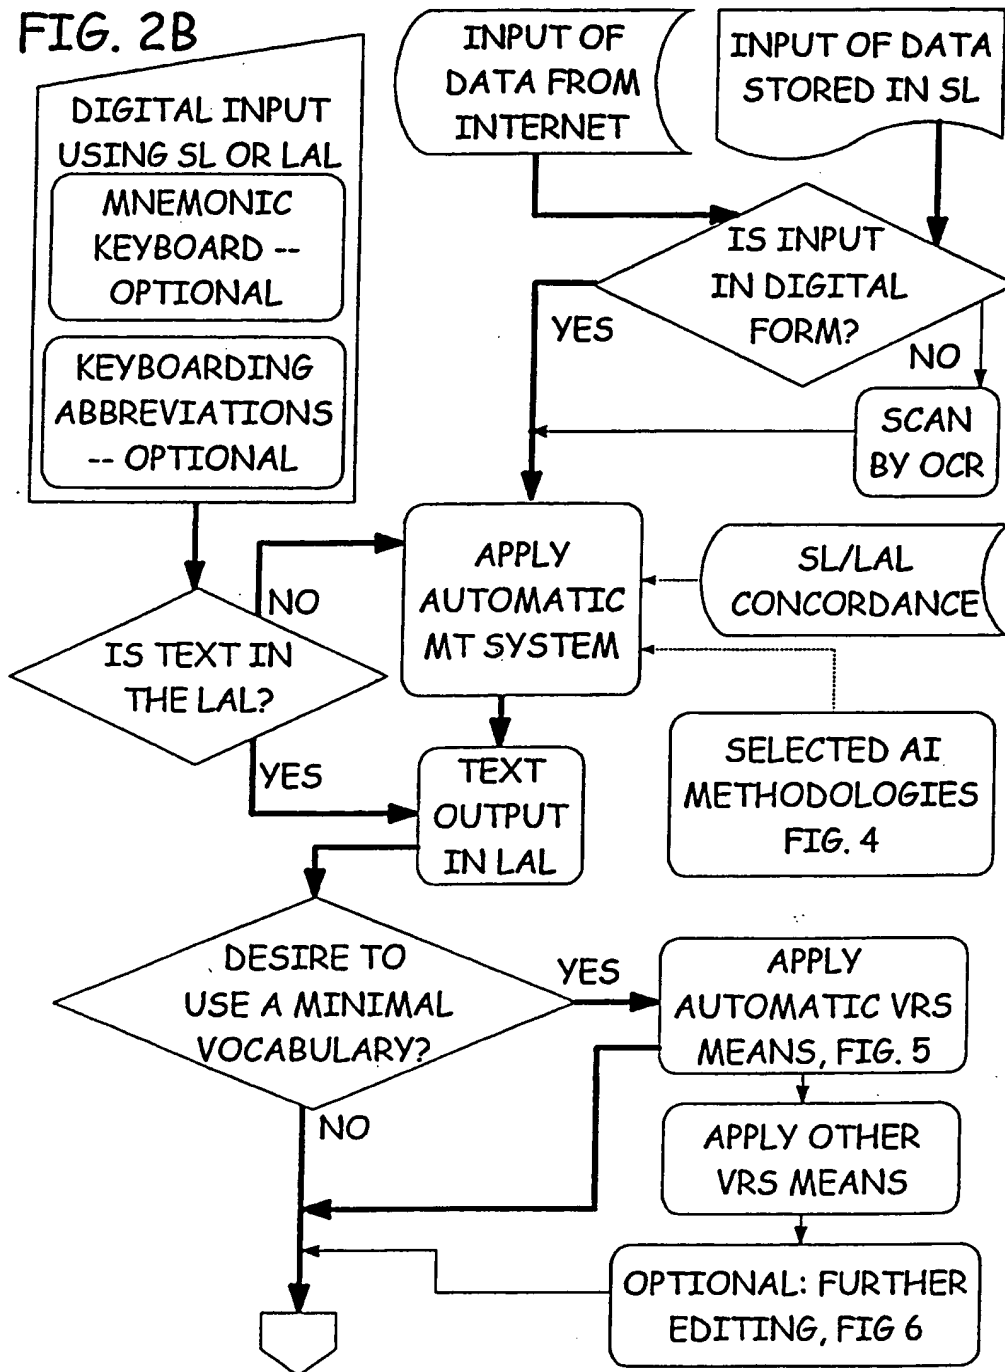 FIG. 2B
DIGITAL INPUT
USING SL OR LAL
MNEMONIC
KEYBOARD --
OPTIONAL
KEYBOARDING
ABBREVIATIONS
-- OPTIONAL
INPUT OF
DATA FROM
INTERNET
INPUT OF DATA
STORED IN SL
IS INPUT
IN DIGITAL
FORM?
YES
NO
SCAN
BY OCR
APPLY
AUTOMATIC
MT SYSTEM
SL/LAL
CONCORDANCE
SELECTED AI
METHODOLOGIES
FIG. 4
IS TEXT IN
THE LAL?
NO
YES
TEXT
OUTPUT
IN LAL
DESIRE TO
USE A MINIMAL
VOCABULARY?
YES
NO
APPLY
AUTOMATIC VRS
MEANS, FIG. 5
APPLY OTHER
VRS MEANS
OPTIONAL: FURTHER
EDITING, FIG 6